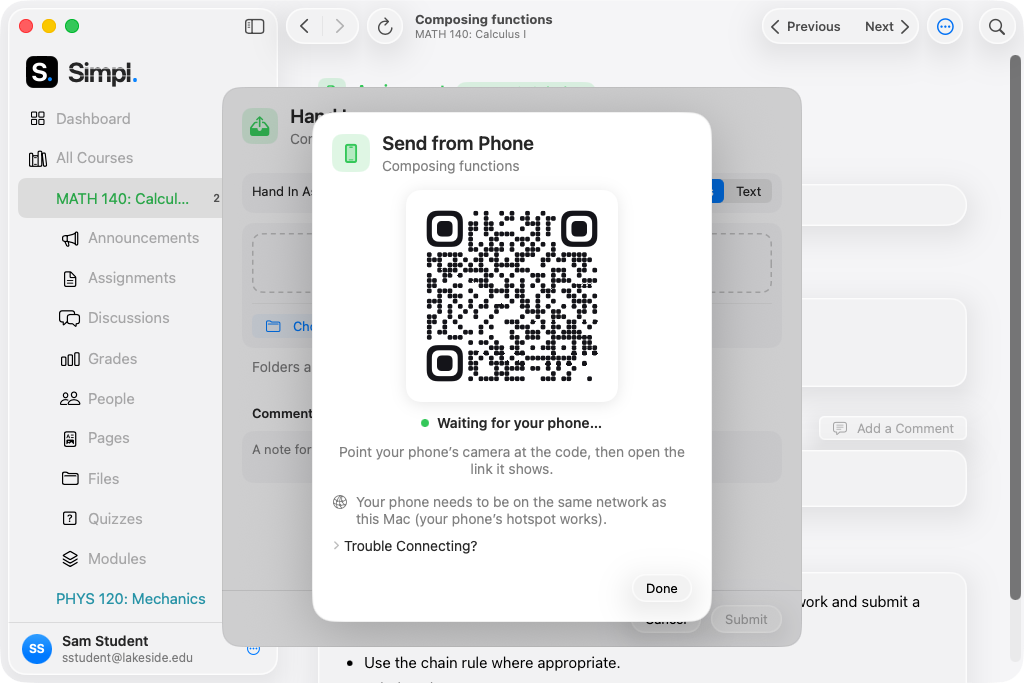 Composing functions
MATH 140: Calculus I
Previous
Next
S.
Simpl.
Dashboard
All Courses
MATH 140: Calcul...
2
Announcements
Assignments
Discussions
Grades
People
Pages
Files
Quizzes
Modules
PHYS 120: Mechanics
SS
Sam Student
sstudent@lakeside.edu
Hand In
Text
Folders
Comment
A note for
Send from Phone
Composing functions
Waiting for your phone...
Point your phone’s camera at the code, then open the
link it shows.
Your phone needs to be on the same network as
this Mac (your phone’s hotspot works).
Trouble Connecting?
Done
Cancel
Submit
Add a Comment
work and submit a
• Use the chain rule where appropriate.